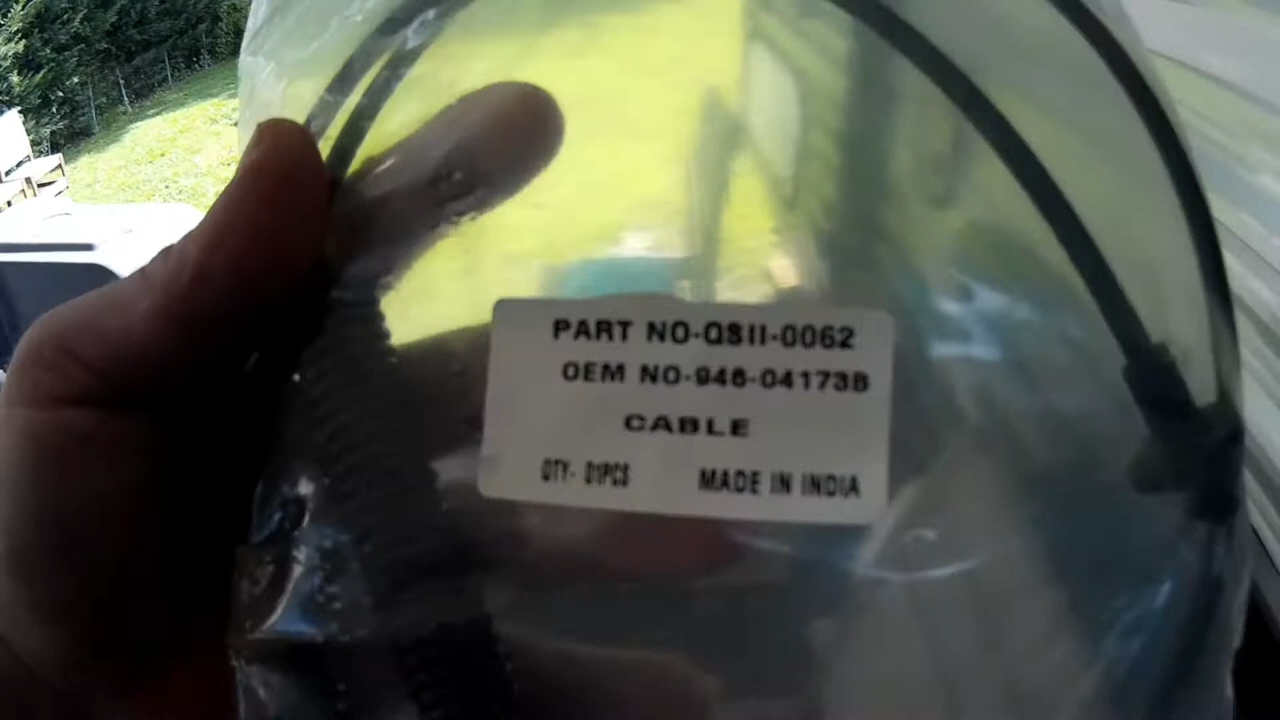 PART NO-QSII-0062
OEM NO-946-04173B
CABLE
QTY- 01PCS MADE IN INDIA